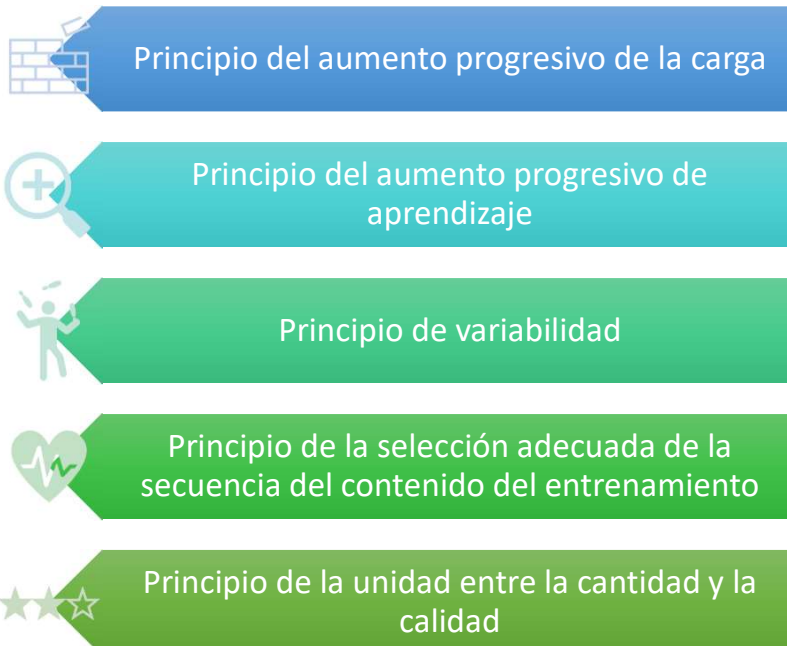 Principio del aumento progresivo de la carga
Principio del aumento progresivo de
aprendizaje
Principio de variabilidad
Principio de la selección adecuada de la
secuencia del contenido del entrenamiento
Principio de la unidad entre la cantidad y la
calidad